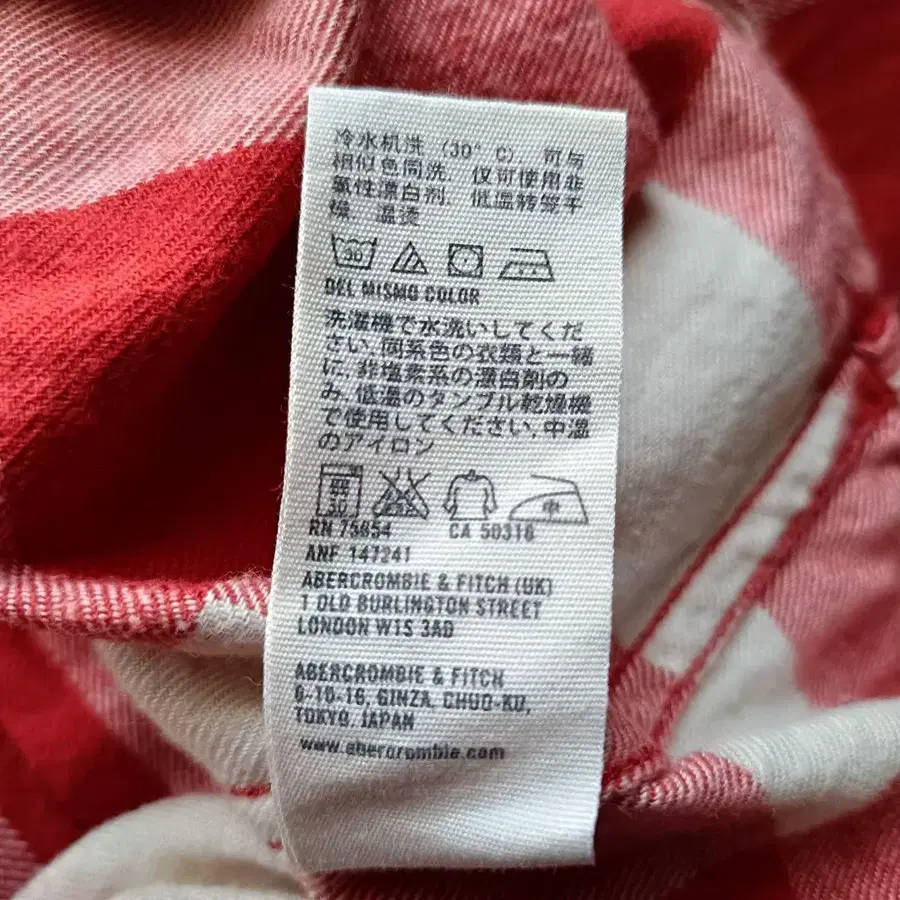 冷水机洗 (30° C), 可与
相似色同洗, 仅可使用非
氯性漂白剂, 低温转笼干
燥, 温烫
30
DEL MISMO COLOR
洗濯機で水洗いしてくだ
さい, 同系色の衣類と一緒
に, 非塩素系の漂白剤の
み, 低温のタンブル乾燥機
で使用してください, 中温
のアイロン
30 中
RN 75654 CA 50318
ANF 147241
ABERCROMBIE & FITCH (UK)
1 OLD BURLINGTON STREET
LONDON W1S 3AD
ABERCROMBIE & FITCH
6-10-16, GINZA, CHUO-KU,
TOKYO, JAPAN
www.abercrombie.com